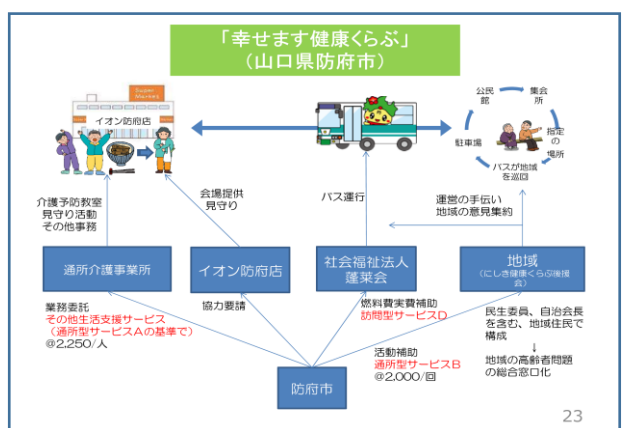 「幸せます健康くらぶ」
（山口県防府市）
Super
Market
イオン防府店
公民
館
集会
所
駐車場
指定の
場所
バスが地域
を巡回
介護予防教室
見守り活動
その他事務
会場提供
見守り
バス運行
運営の手伝い
地域の意見集約
通所介護事業所
イオン防府店
社会福祉法人
蓬莱会
地域
（にしき健康くらぶ後援
会）
業務委託
その他生活支援サービス
（通所型サービスAの基準で）
@2,250/人
協力要請
燃料費実費補助
訪問型サービスD
活動補助
通所型サービスB
@2,000/回
民生委員、自治会長
を含む、地域住民で
構成
↓
地域の高齢者問題
の総合窓口化
防府市
23